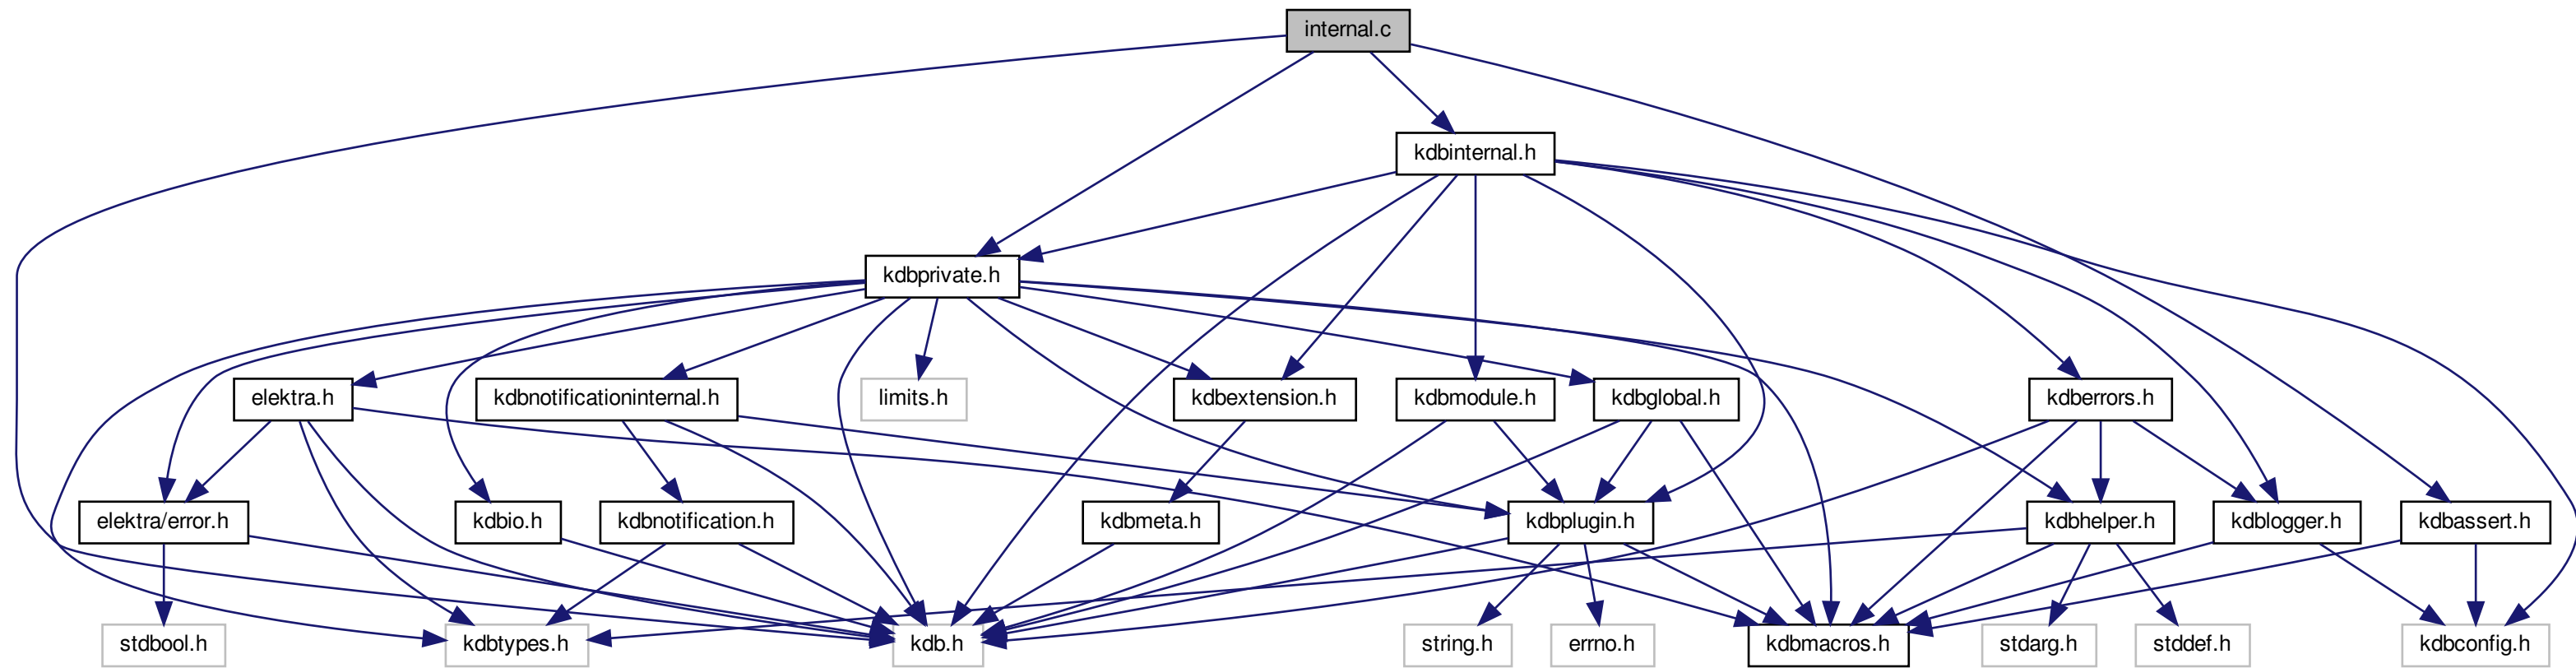 internal.c
kdbinternal.h
kdbprivate.h
elektra.h
kdbnotificationinternal.h
limits.h
kdbextension.h
kdbmodule.h
kdbglobal.h
kdberrors.h
elektra/error.h
kdbio.h
kdbnotification.h
kdbmeta.h
kdbplugin.h
kdbhelper.h
kdblogger.h
kdbassert.h
stdbool.h
kdbtypes.h
kdb.h
string.h
errno.h
kdbmacros.h
stdarg.h
stddef.h
kdbconfig.h